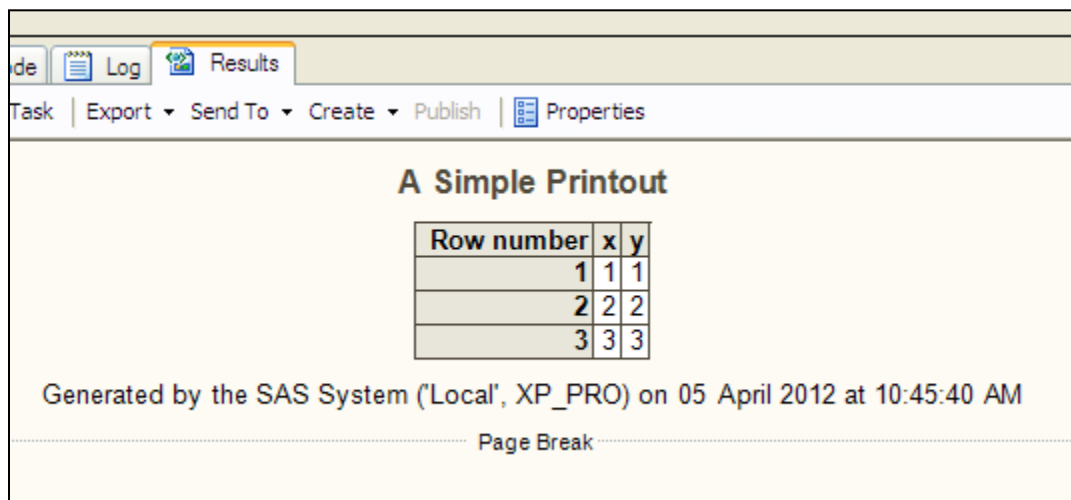 ode Log Results
Task Export Send To Create Publish Properties
A Simple Printout
Row number x y
1 1 1
2 2 2
3 3 3
Generated by the SAS System ('Local', XP_PRO) on 05 April 2012 at 10:45:40 AM
Page Break